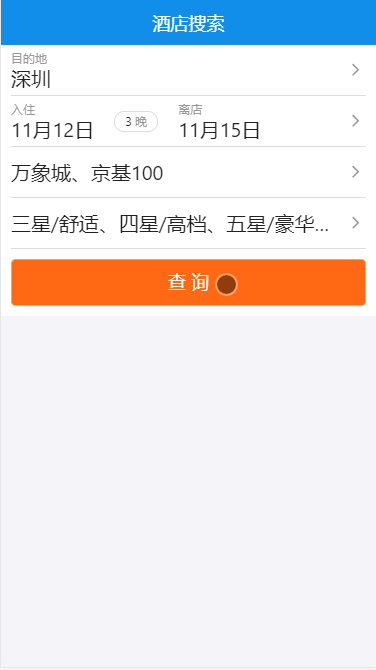 酒店搜索
目的地
深圳
入住
离店
11月12日
3 晚
11月15日
万象城、京基100
三星/舒适、四星/高档、五星/豪华...
查 询